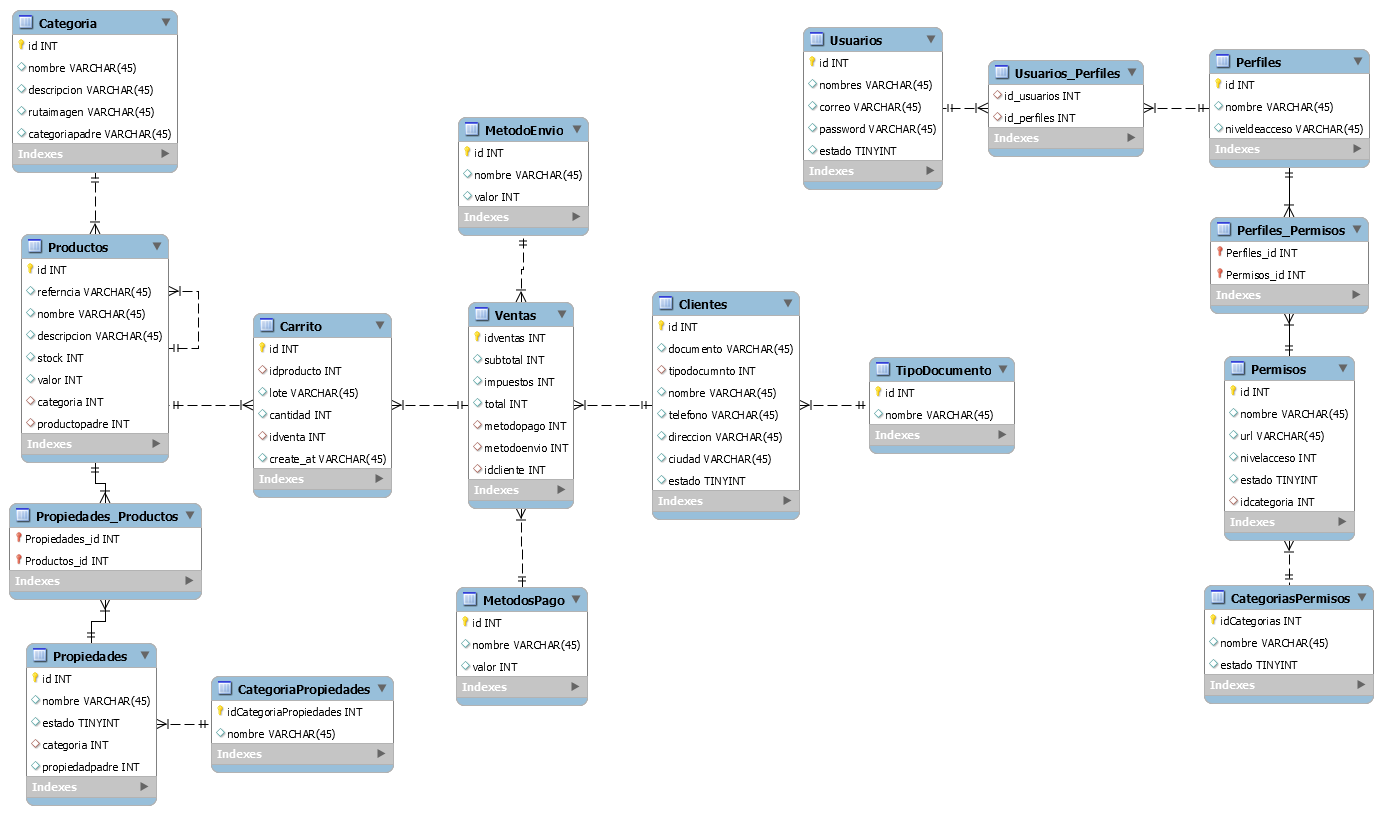 Categoria
id INT
nombre VARCHAR(45)
descripcion VARCHAR(45)
rutaimagen VARCHAR(45)
categoriapadre VARCHAR(45)
Indexes
Productos
id INT
referncia VARCHAR(45)
nombre VARCHAR(45)
descripcion VARCHAR(45)
stock INT
valor INT
categoria INT
productopadre INT
Indexes
Propiedades_Productos
Propiedades_id INT
Productos_id INT
Indexes
Propiedades
id INT
nombre VARCHAR(45)
estado TINYINT
categoria INT
propiedadpadre INT
Indexes
CategoriaPropiedades
idCategoriaPropiedades INT
nombre VARCHAR(45)
Indexes
Carrito
id INT
idproducto INT
lote VARCHAR(45)
cantidad INT
idventa INT
create_at VARCHAR(45)
Indexes
MetodoEnvio
id INT
nombre VARCHAR(45)
valor INT
Indexes
Ventas
idventas INT
subtotal INT
impuestos INT
total INT
metodopago INT
metodoenvio INT
idcliente INT
Indexes
MetodosPago
id INT
nombre VARCHAR(45)
valor INT
Indexes
Clientes
id INT
documento VARCHAR(45)
tipodocumnto INT
nombre VARCHAR(45)
telefono VARCHAR(45)
direccion VARCHAR(45)
ciudad VARCHAR(45)
estado TINYINT
Indexes
TipoDocumento
id INT
nombre VARCHAR(45)
Indexes
Usuarios
id INT
nombres VARCHAR(45)
correo VARCHAR(45)
password VARCHAR(45)
estado TINYINT
Indexes
Usuarios_Perfiles
id_usuarios INT
id_perfiles INT
Indexes
Perfiles
id INT
nombre VARCHAR(45)
niveldeacceso VARCHAR(45)
Indexes
Perfiles_Permisos
Perfiles_id INT
Permisos_id INT
Indexes
Permisos
id INT
nombre VARCHAR(45)
url VARCHAR(45)
nivelacceso INT
estado TINYINT
idcategoria INT
Indexes
CategoriasPermisos
idCategorias INT
nombre VARCHAR(45)
estado TINYINT
Indexes